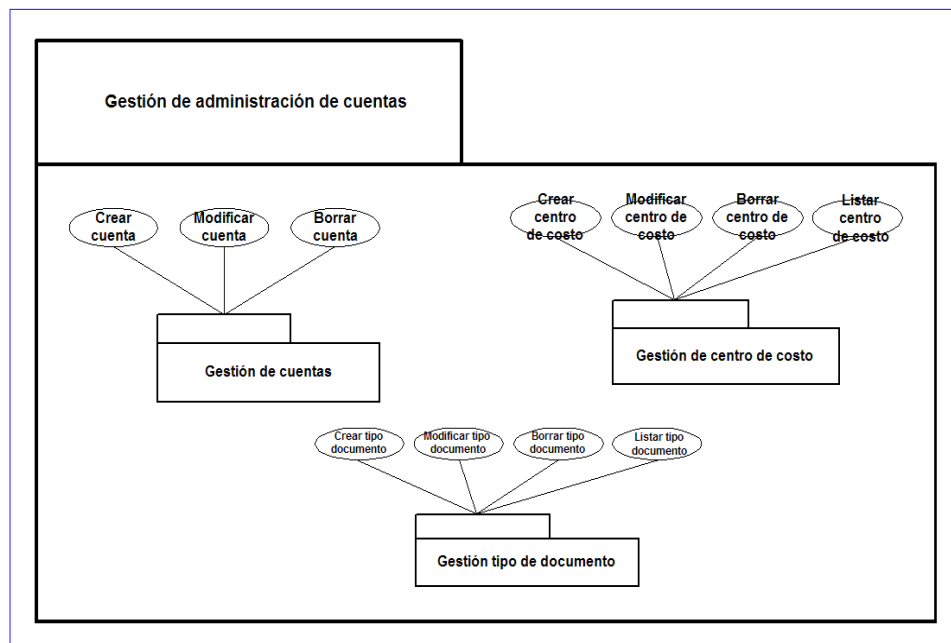 Gestión de administración de cuentas
Crear
cuenta
Modificar
cuenta
Borrar
cuenta
Crear
centro
de costo
Modificar
centro de
costo
Borrar
centro de
costo
Listar
centro
de costo
Gestión de cuentas
Gestión de centro de costo
Crear tipo
documento
Modificar tipo
documento
Borrar tipo
documento
Listar tipo
documento
Gestión tipo de documento